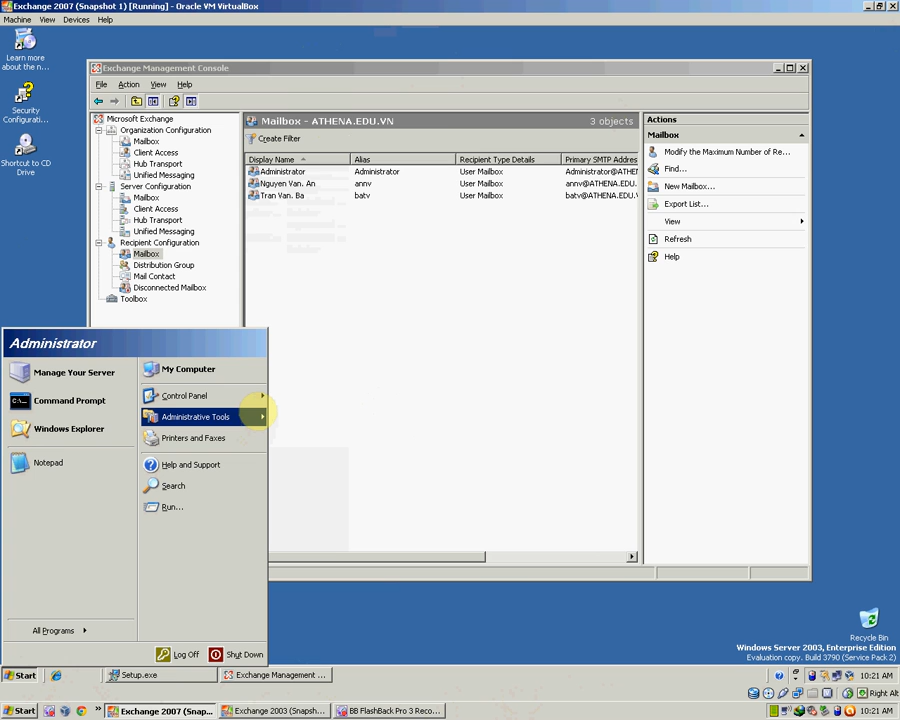 Exchange 2007 (Snapshot 1) [Running] - Oracle VM VirtualBox
Machine View Devices Help
Learn more
about the n...
Security
Configurati...
Shortcut to CD
Drive
Exchange Management Console
File Action View Help
Microsoft Exchange
Organization Configuration
Mailbox
Client Access
Hub Transport
Unified Messaging
Server Configuration
Mailbox
Client Access
Hub Transport
Unified Messaging
Recipient Configuration
Mailbox
Distribution Group
Mail Contact
Disconnected Mailbox
Toolbox
Mailbox - ATHENA.EDU.VN 3 objects
Create Filter
Display Name Alias Recipient Type Details Primary SMTP Addres
Administrator Administrator User Mailbox Administrator@ATHE
Nguyen Van. An annv User Mailbox annv@ATHENA.EDU.
Tran Van. Ba batv User Mailbox batv@ATHENA.EDU.
Actions
Mailbox
Modify the Maximum Number of Re...
Find...
New Mailbox...
Export List...
View
Refresh
Help
Administrator
Manage Your Server
Command Prompt
Windows Explorer
Notepad
All Programs
My Computer
Control Panel
Administrative Tools
Printers and Faxes
Help and Support
Search
Run...
Log Off Shut Down
Recycle Bin
Windows Server 2003, Enterprise Edition
Evaluation copy. Build 3790 (Service Pack 2)
Start Setup.exe Exchange Management ... 10:21 AM
Right Alt
Start Exchange 2007 (Snap... Exchange 2003 (Snapsh... BB FlashBack Pro 3 Reco... 10:21 AM